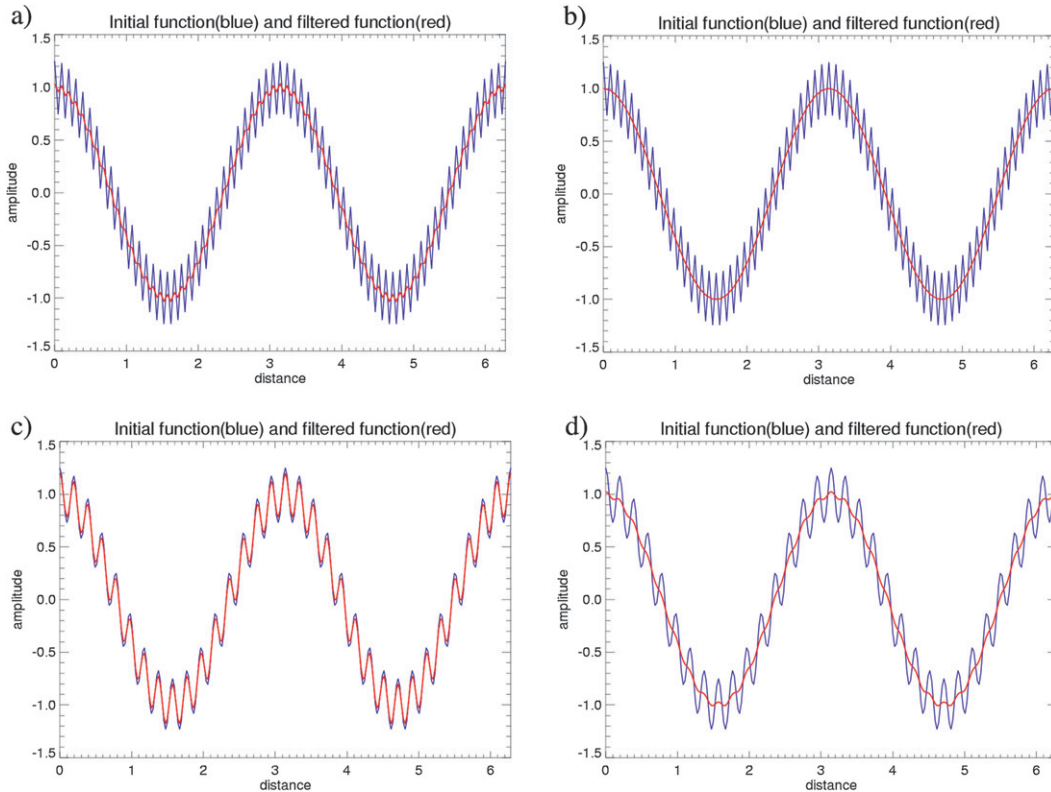 a)
Initial function(blue) and filtered function(red)
1.5
1.0
0.5
0.0
-0.5
-1.0
-1.5
amplitude
0 1 2 3 4 5 6
distance
b)
Initial function(blue) and filtered function(red)
1.5
1.0
0.5
0.0
-0.5
-1.0
-1.5
amplitude
0 1 2 3 4 5 6
distance
c)
Initial function(blue) and filtered function(red)
1.5
1.0
0.5
0.0
-0.5
-1.0
-1.5
amplitude
0 1 2 3 4 5 6
distance
d)
Initial function(blue) and filtered function(red)
1.5
1.0
0.5
0.0
-0.5
-1.0
-1.5
amplitude
0 1 2 3 4 5 6
distance